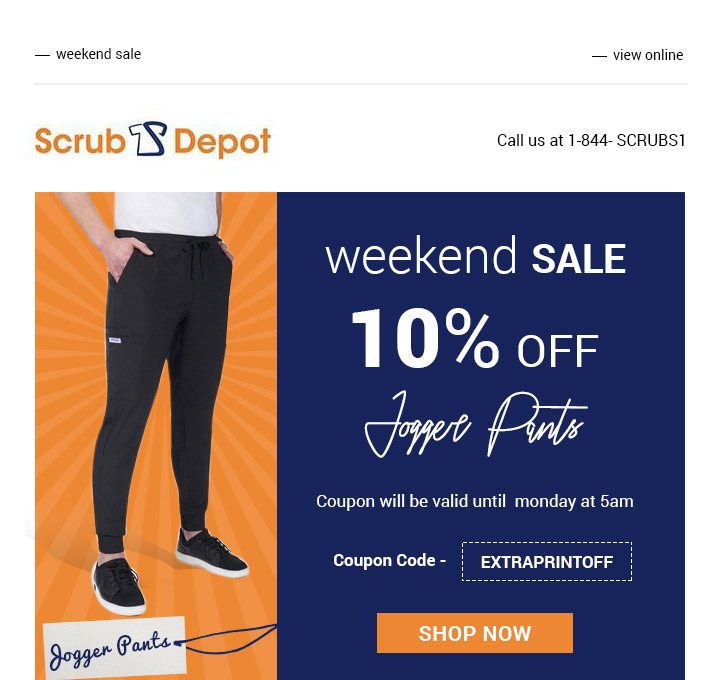 — weekend sale
— view online
Scrub Depot
Call us at 1-844- SCRUBS1
weekend SALE
10% OFF
Jogger Pants
Coupon will be valid until monday at 5am
Coupon Code - EXTRAPRINTOFF
SHOP NOW
Jogger Pants